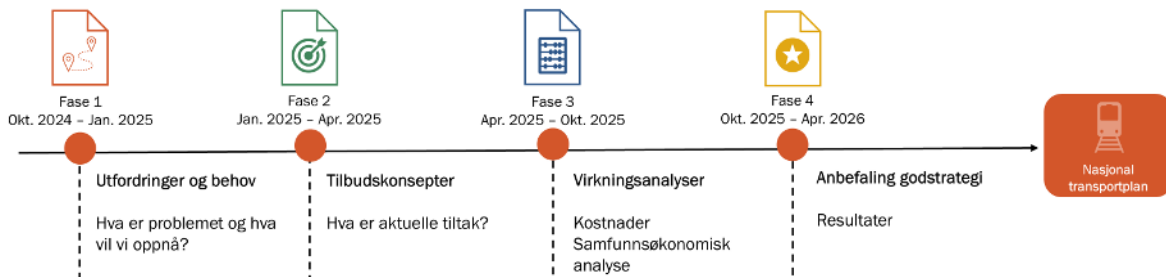 Fase 1
Okt. 2024 – Jan. 2025
Fase 2
Jan. 2025 – Apr. 2025
Fase 3
Apr. 2025 – Okt. 2025
Fase 4
Okt. 2025 – Apr. 2026
Utfordringer og behov
Hva er problemet og hva
vil vi oppnå?
Tilbudskonsepter
Hva er aktuelle tiltak?
Virkningsanalyser
Kostnader
Samfunnsøkonomisk
analyse
Anbefaling godstrategi
Resultater
Nasjonal
transportplan